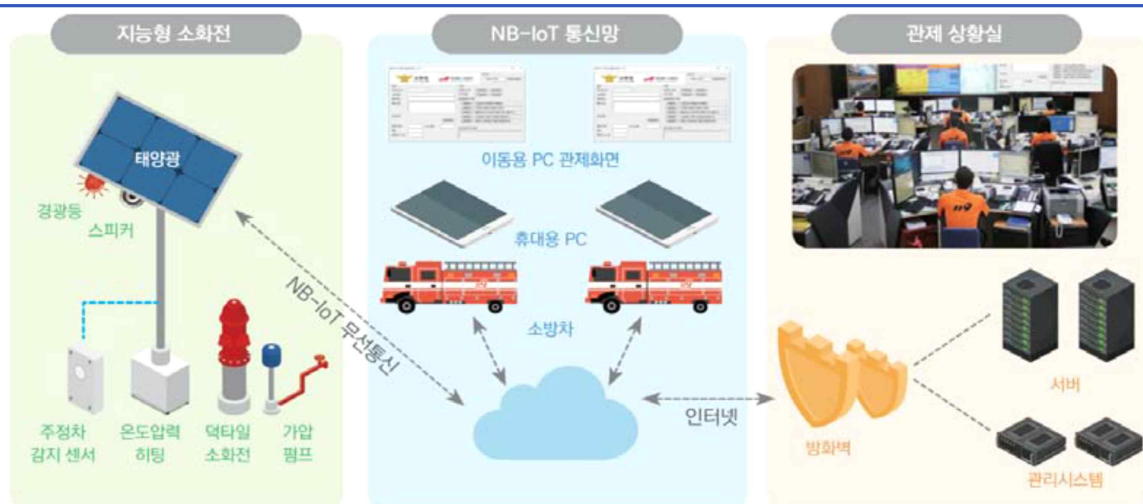 지능형 소화전
NB-IoT 통신망
관제 상황실
태양광
경광등
스피커
NB-IoT 무선통신
주정차
감지 센서
온도압력
히팅
덕타일
소화전
가압
펌프
이동용 PC 관제화면
휴대용 PC
소방차
인터넷
119
방화벽
서버
관리시스템